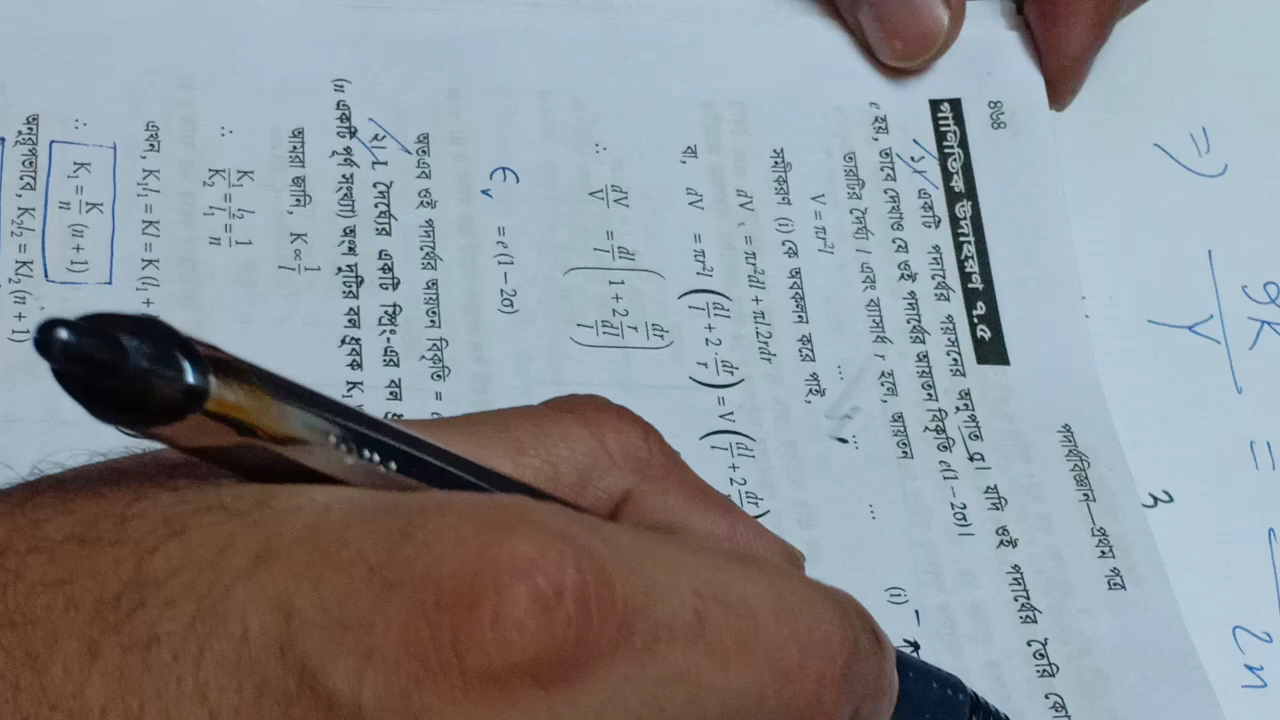 ৪৬৪
পদার্থবিজ্ঞান—প্রথম পত্র
গাণিতিক উদাহরণ ৭.৫
১। একটি পদার্থের পয়সনের অনুপাত σ। যদি ওই পদার্থের তৈরি
e হয়, তবে দেখাও যে ওই পদার্থের আয়তন বিকৃতি e(1 − 2σ)।
তারটির দৈর্ঘ্য l এবং ব্যাসার্ধ r হলে, আয়তন
V = πr²l ... ... ... (i)
সমীকরণ (i) কে অবকলন করে পাই,
dV = πr²dl + πl.2rdr
বা, dV = πr²l (dl/l + 2 · dr/r) = V (dl/l + 2 dr/r)
∴ dV/V = dl/l (1 + 2 (dr/r)/(dl/l))
ϵᵥ = e(1 − 2σ)
অতএব ওই পদার্থের আয়তন বিকৃতি =
২। L দৈর্ঘ্যের একটি স্প্রিং-এর বল
(n একটি পূর্ণ সংখ্যা) অংশ দুটির বল ধ্রুবক K₁
আমরা জানি, K ∝ 1/l
∴ K₁/K₂ = l₂/l₁ = 1/n
এখন, K₁l₁ = Kl = K (l₁ +
∴ K₁ = K/n (n + 1)
অনুরূপভাবে, K₂l₂ = Kl₂ (n + 1)
=) 9K/Y = 3
2n